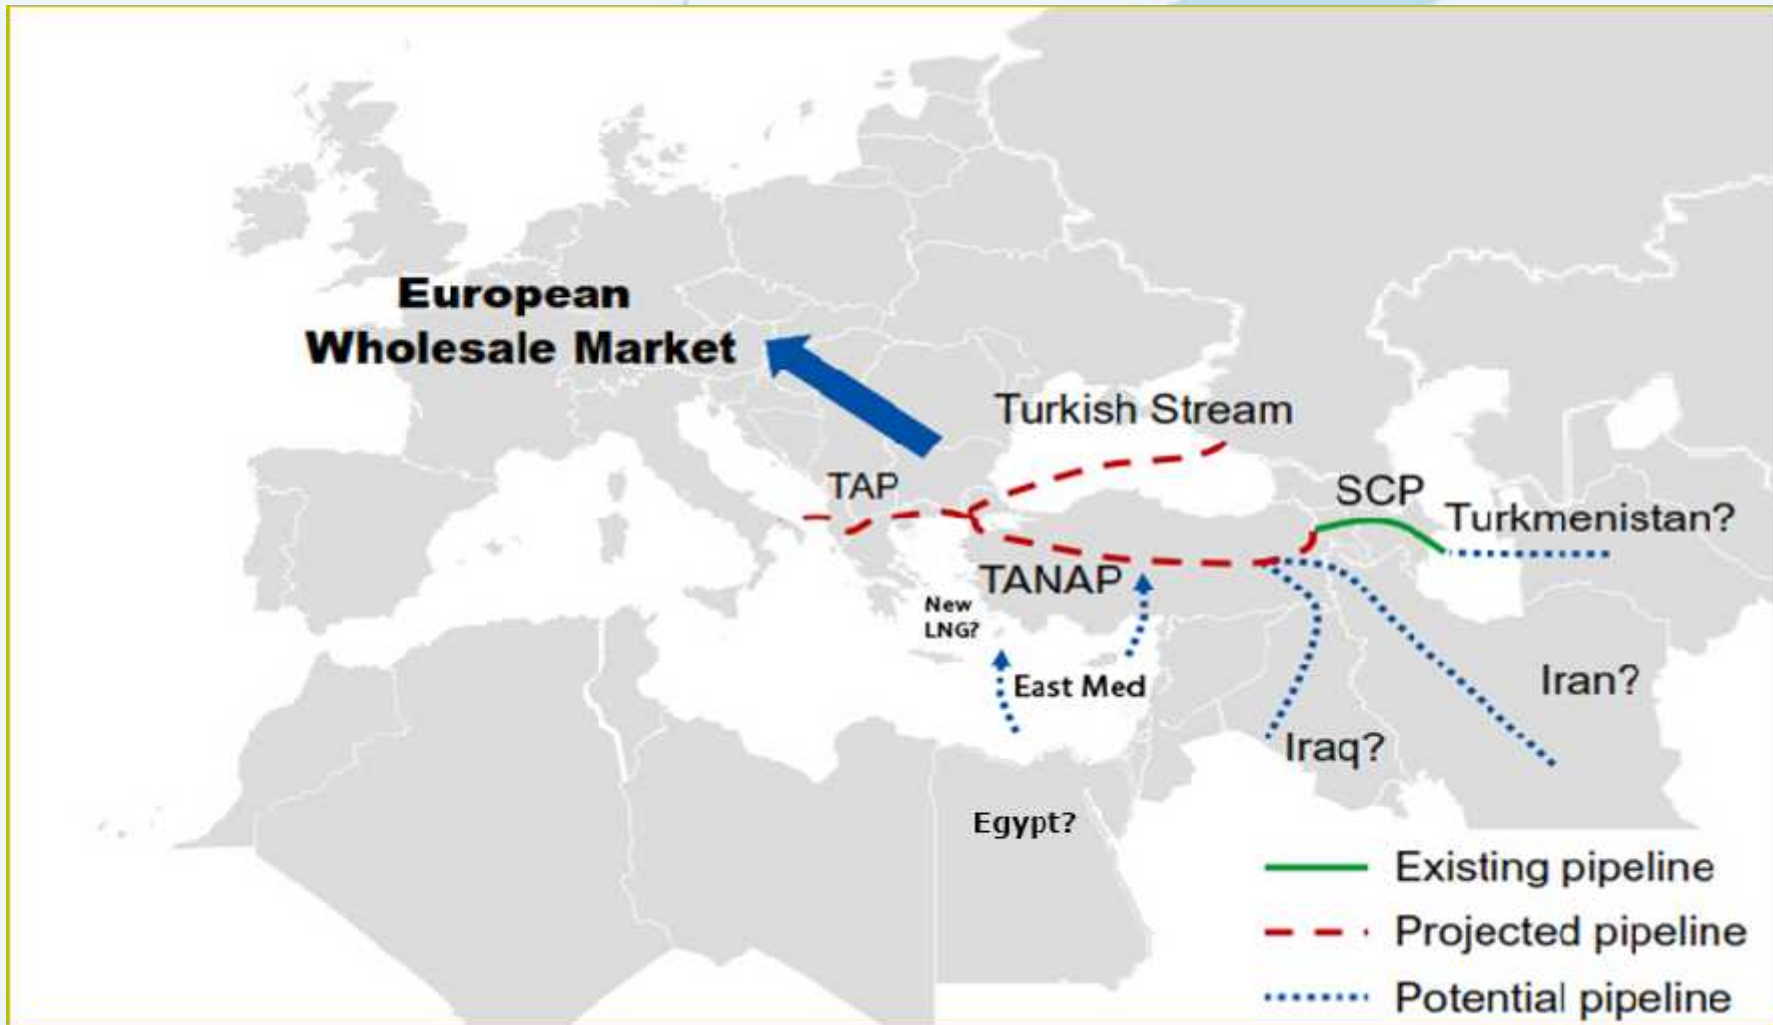 European
Wholesale Market
Turkish Stream
TAP
SCP
Turkmenistan?
TANAP
New
LNG?
East Med
Iran?
Iraq?
Egypt?
Existing pipeline
Projected pipeline
Potential pipeline